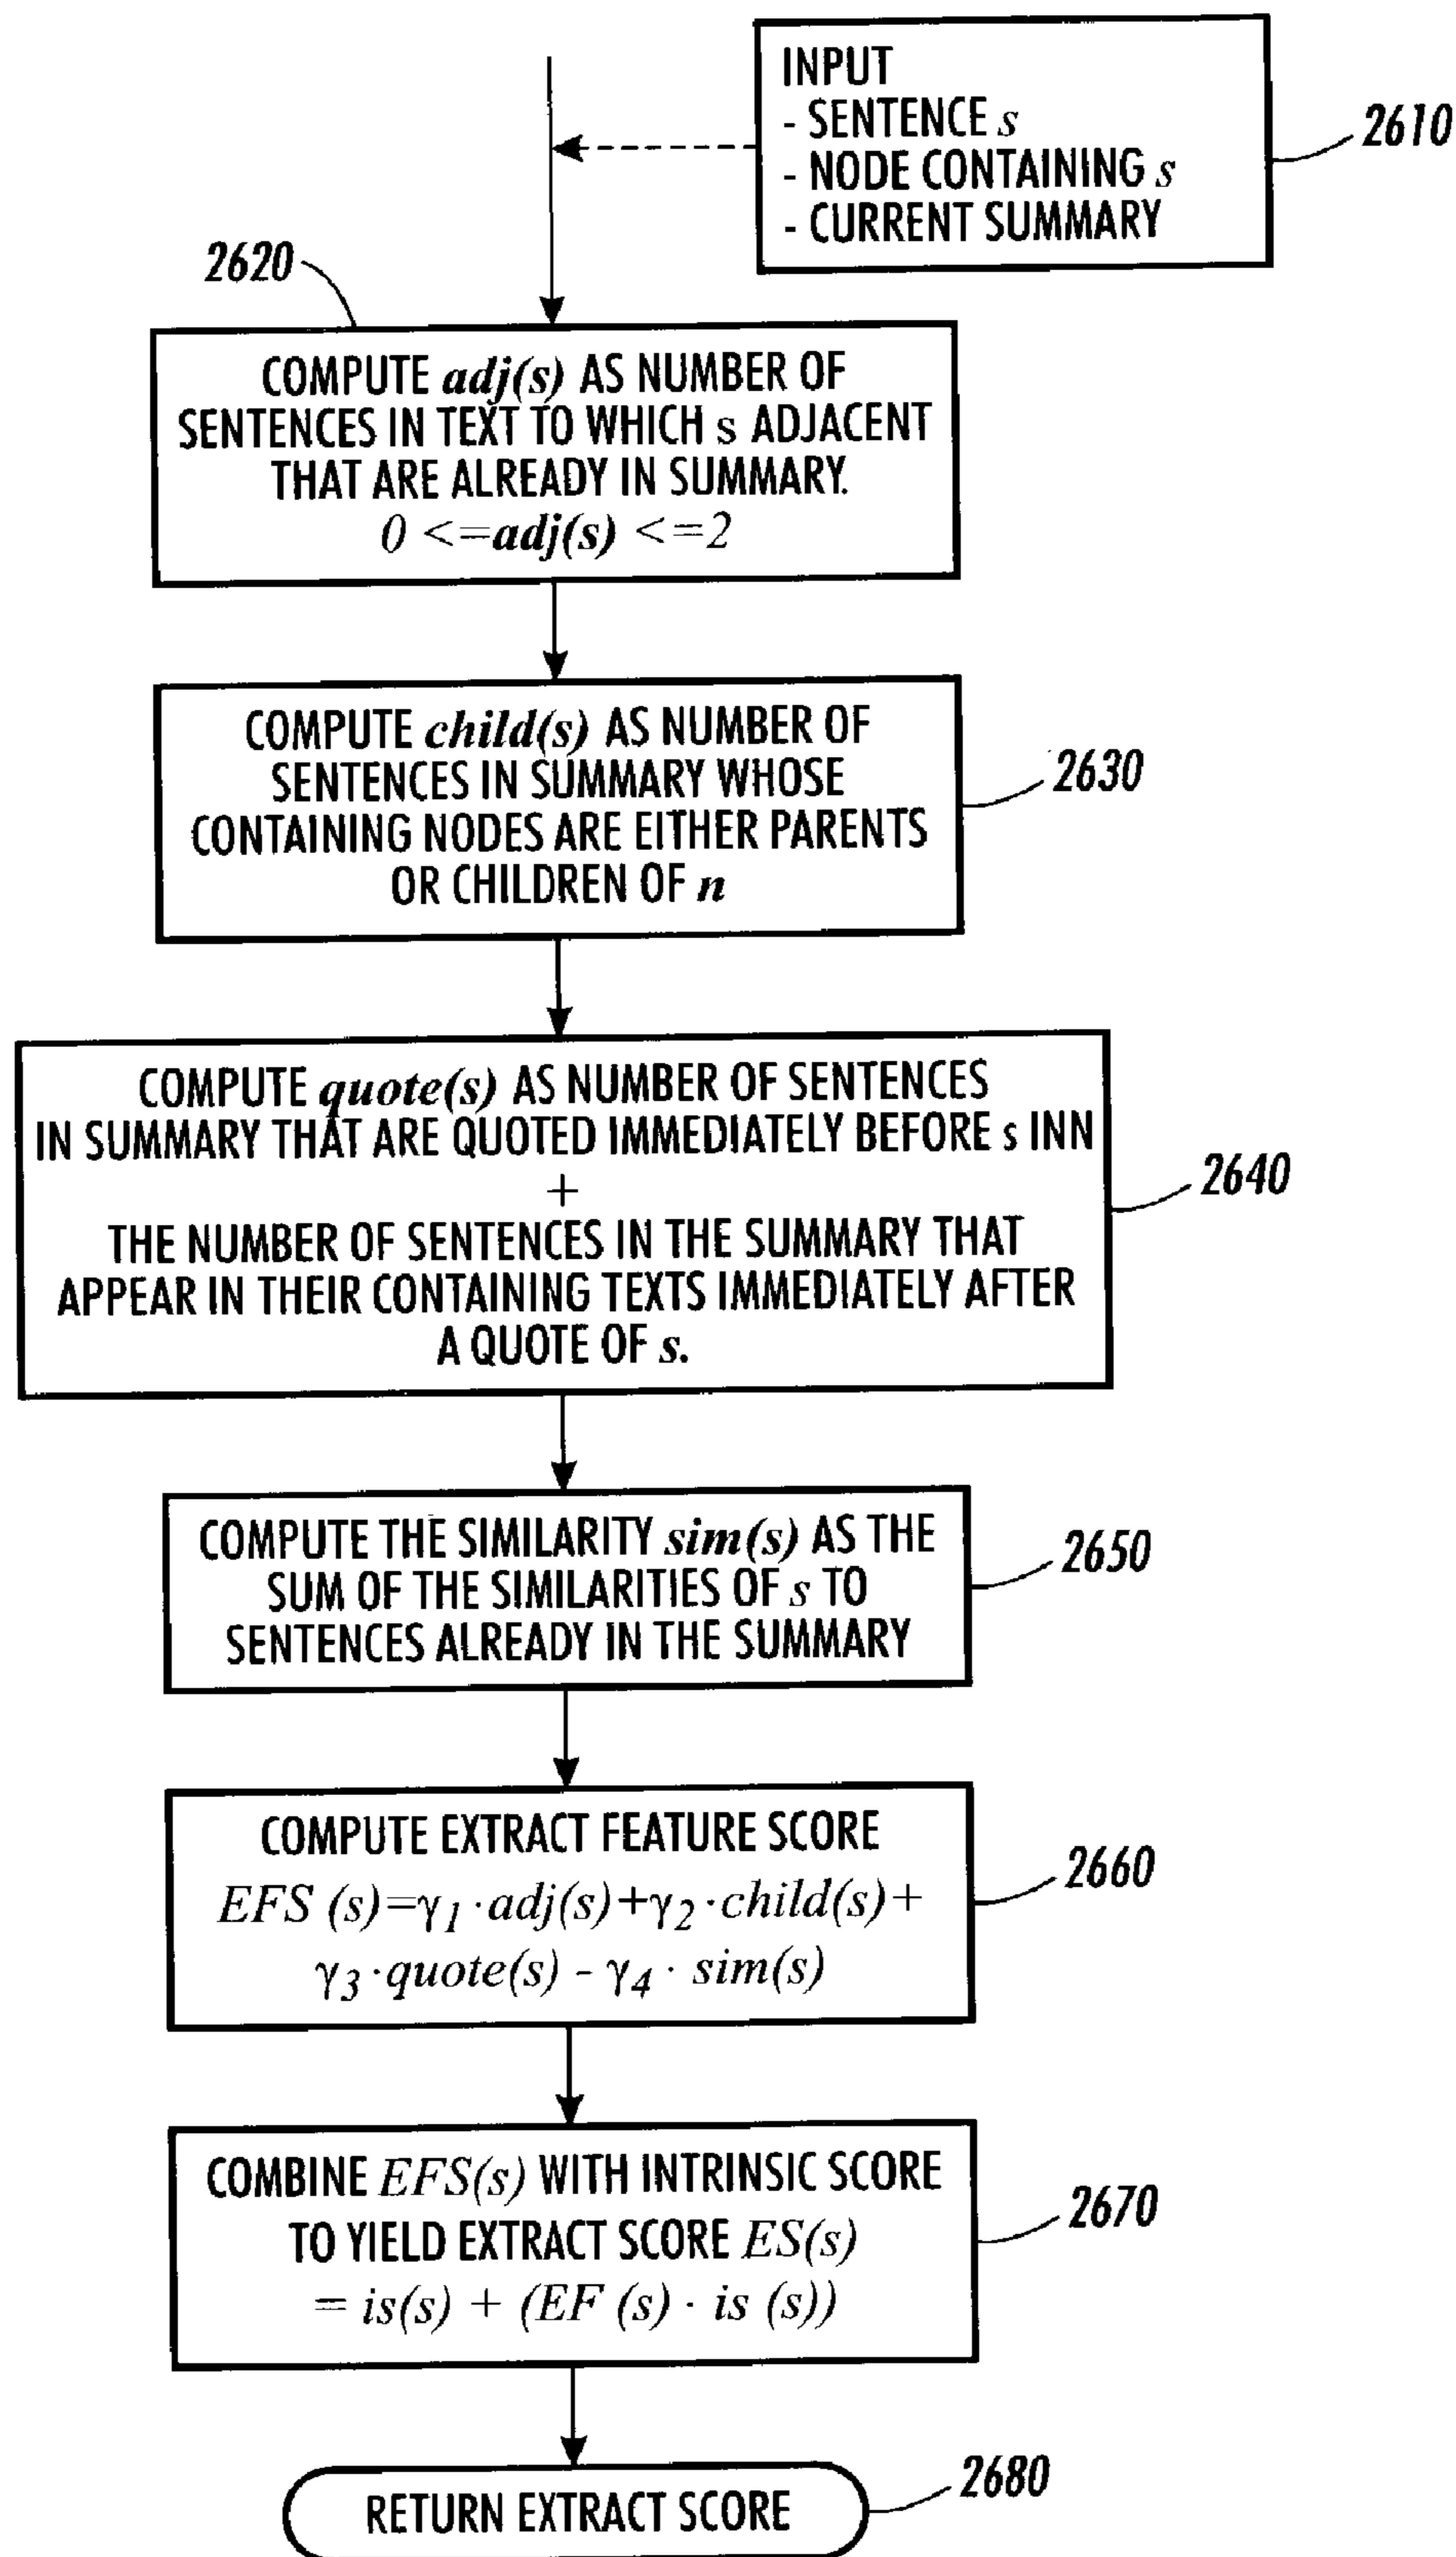 INPUT
- SENTENCE s
- NODE CONTAINING s
- CURRENT SUMMARY
2610
2620
COMPUTE adj(s) AS NUMBER OF
SENTENCES IN TEXT TO WHICH s ADJACENT
THAT ARE ALREADY IN SUMMARY.
0 <=adj(s) <=2
COMPUTE child(s) AS NUMBER OF
SENTENCES IN SUMMARY WHOSE
CONTAINING NODES ARE EITHER PARENTS
OR CHILDREN OF n
2630
COMPUTE quote(s) AS NUMBER OF SENTENCES
IN SUMMARY THAT ARE QUOTED IMMEDIATELY BEFORE s INN
+
THE NUMBER OF SENTENCES IN THE SUMMARY THAT
APPEAR IN THEIR CONTAINING TEXTS IMMEDIATELY AFTER
A QUOTE OF s.
2640
COMPUTE THE SIMILARITY sim(s) AS THE
SUM OF THE SIMILARITIES OF s TO
SENTENCES ALREADY IN THE SUMMARY
2650
COMPUTE EXTRACT FEATURE SCORE
EFS (s)=γ1 ·adj(s)+γ2 ·child(s)+
γ3 ·quote(s) - γ4 · sim(s)
2660
COMBINE EFS(s) WITH INTRINSIC SCORE
TO YIELD EXTRACT SCORE ES(s)
= is(s) + (EF (s) · is (s))
2670
RETURN EXTRACT SCORE
2680